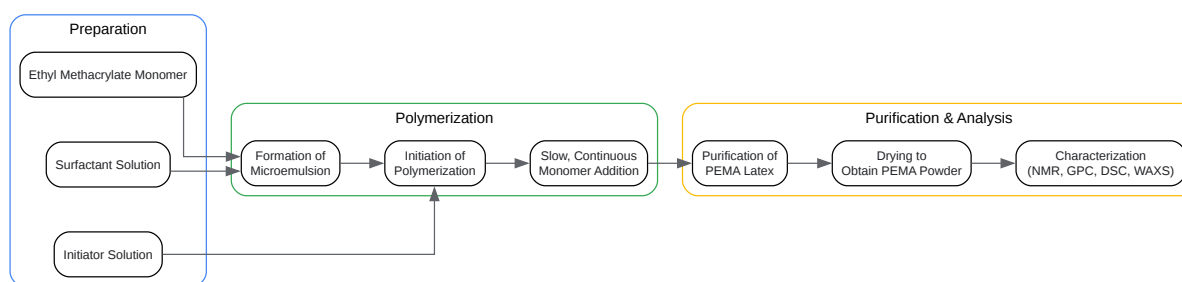 Preparation
Ethyl Methacrylate Monomer
Surfactant Solution
Initiator Solution
Polymerization
Formation of
Microemulsion
Initiation of
Polymerization
Slow, Continuous
Monomer Addition
Purification & Analysis
Purification of
PEMA Latex
Drying to
Obtain PEMA Powder
Characterization
(NMR, GPC, DSC, WAXS)